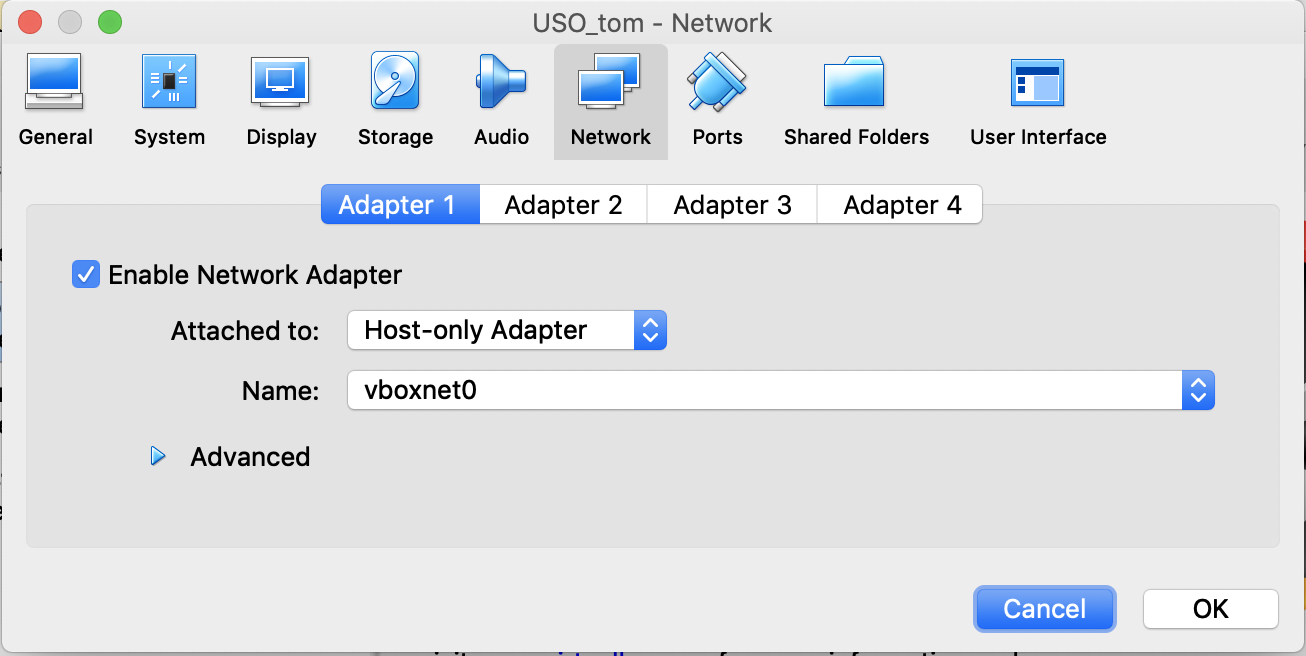 USO_tom - Network
General System Display Storage Audio Network Ports Shared Folders User Interface
Adapter 1 Adapter 2 Adapter 3 Adapter 4
Enable Network Adapter
Attached to: Host-only Adapter
Name: vboxnet0
Advanced
Cancel OK